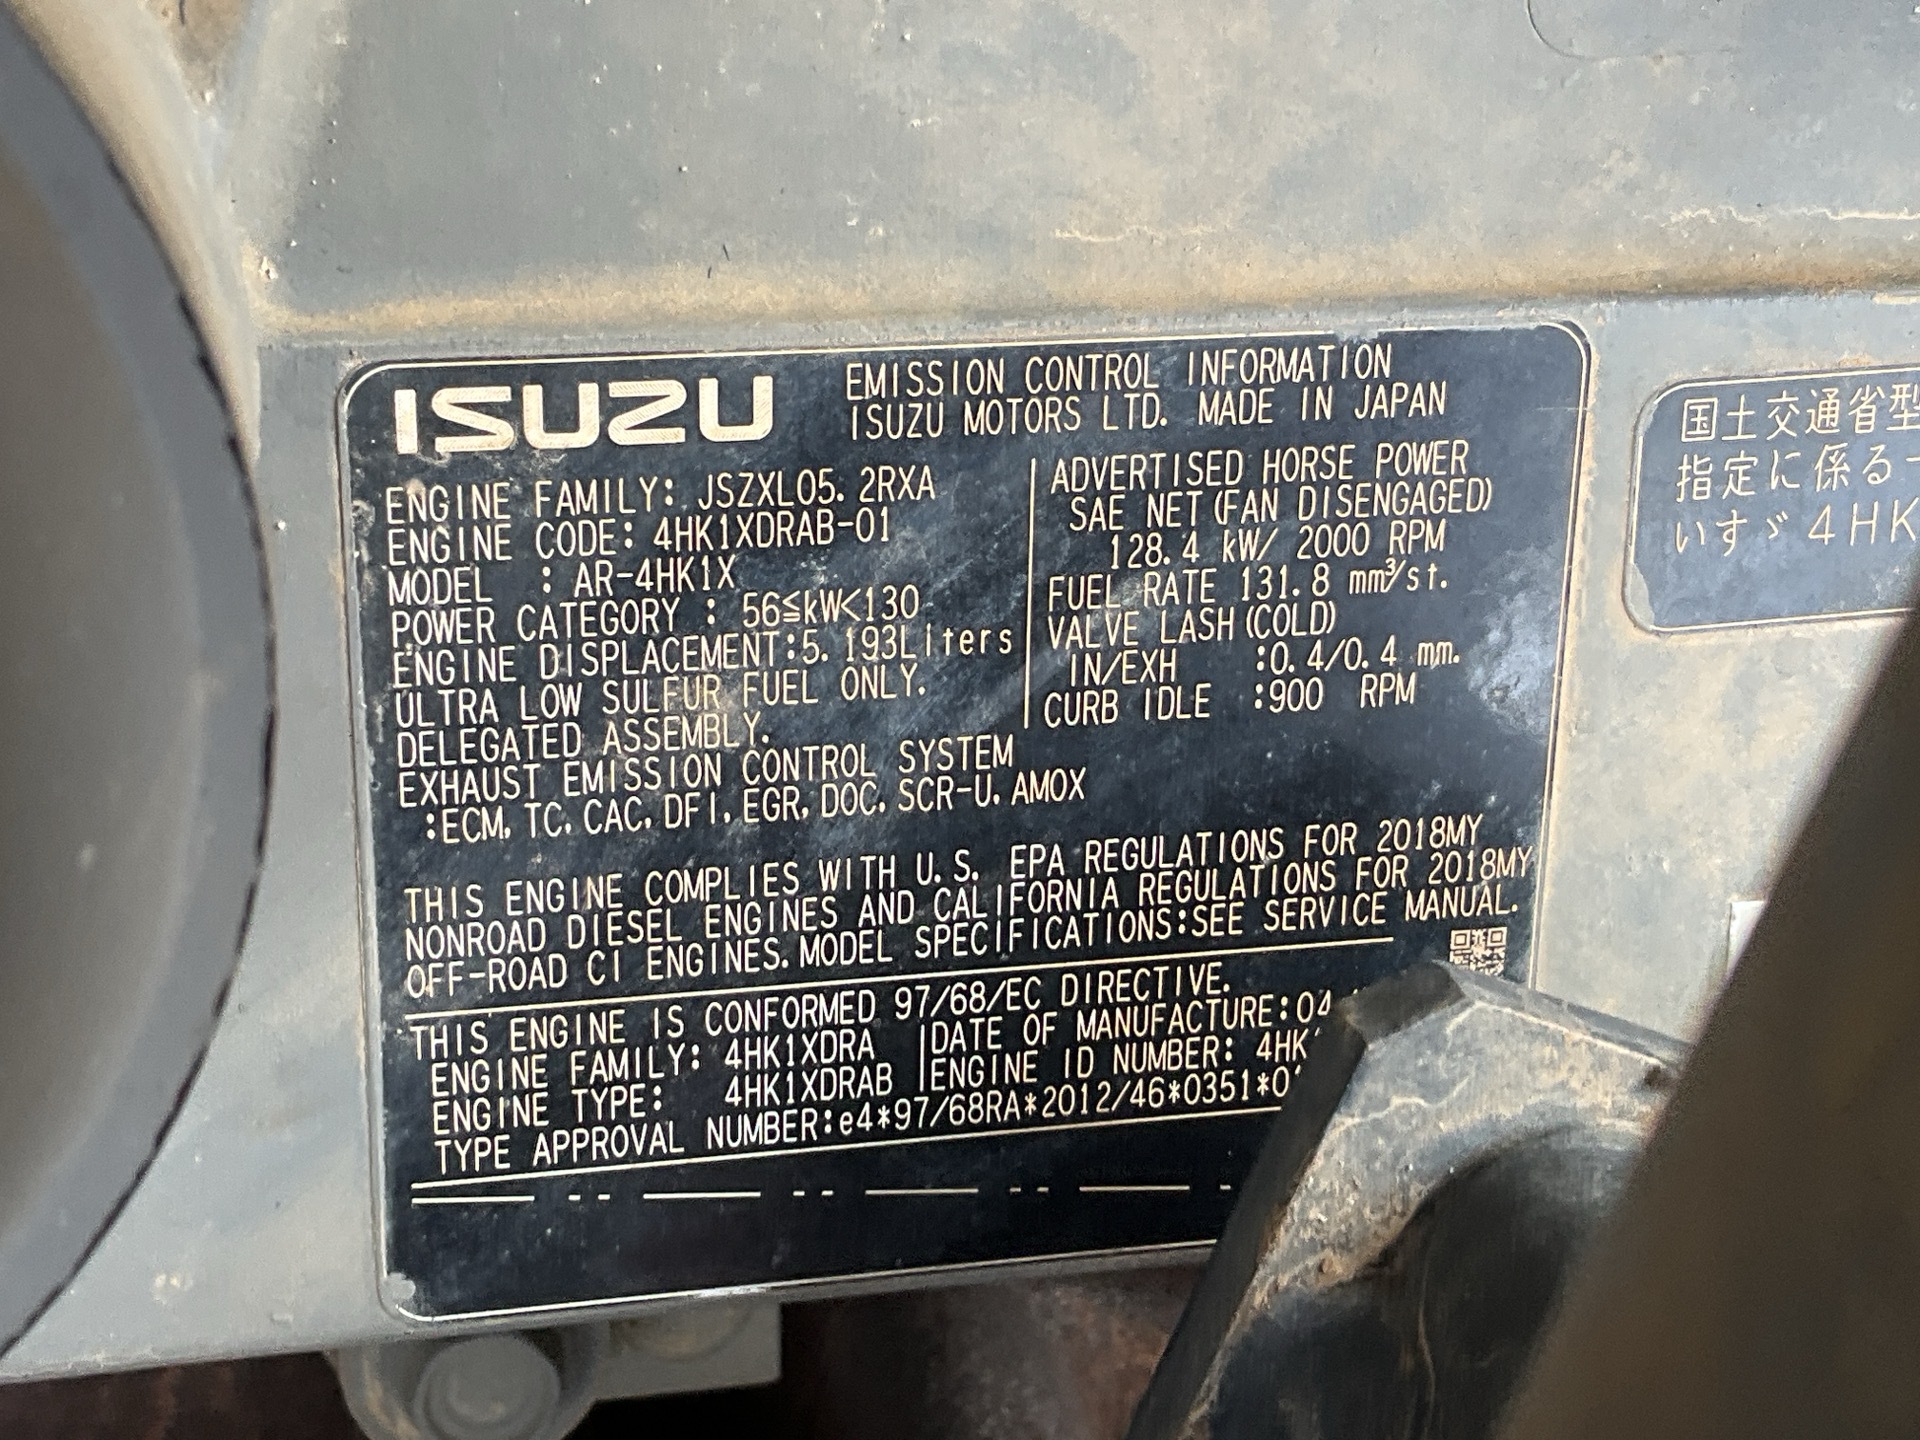 ISUZU
EMISSION CONTROL INFORMATION
ISUZU MOTORS LTD. MADE IN JAPAN
ENGINE FAMILY: JSZXL05.2RXA
ENGINE CODE: 4HK1XDRAB-01
MODEL : AR-4HK1X
POWER CATEGORY : 56≦kW<130
ENGINE DISPLACEMENT:5.193Liters
ULTRA LOW SULFUR FUEL ONLY.
DELEGATED ASSEMBLY.
EXHAUST EMISSION CONTROL SYSTEM
:ECM, TC, CAC, DFI, EGR, DOC, SCR-U, AMOX
ADVERTISED HORSE POWER
SAE NET (FAN DISENGAGED)
128.4 kW/ 2000 RPM
FUEL RATE 131.8 mm³/st.
VALVE LASH (COLD)
IN/EXH :0.4/0.4 mm.
CURB IDLE :900 RPM
THIS ENGINE COMPLIES WITH U.S. EPA REGULATIONS FOR 2018MY
NONROAD DIESEL ENGINES AND CALIFORNIA REGULATIONS FOR 2018MY
OFF-ROAD CI ENGINES. MODEL SPECIFICATIONS:SEE SERVICE MANUAL.
THIS ENGINE IS CONFORMED 97/68/EC DIRECTIVE.
ENGINE FAMILY: 4HK1XDRA
ENGINE TYPE: 4HK1XDRAB
DATE OF MANUFACTURE:04
ENGINE ID NUMBER: 4HK
TYPE APPROVAL NUMBER:e4*97/68RA*2012/46*0351*0
国土交通省型
指定に係る
いすゞ4HK